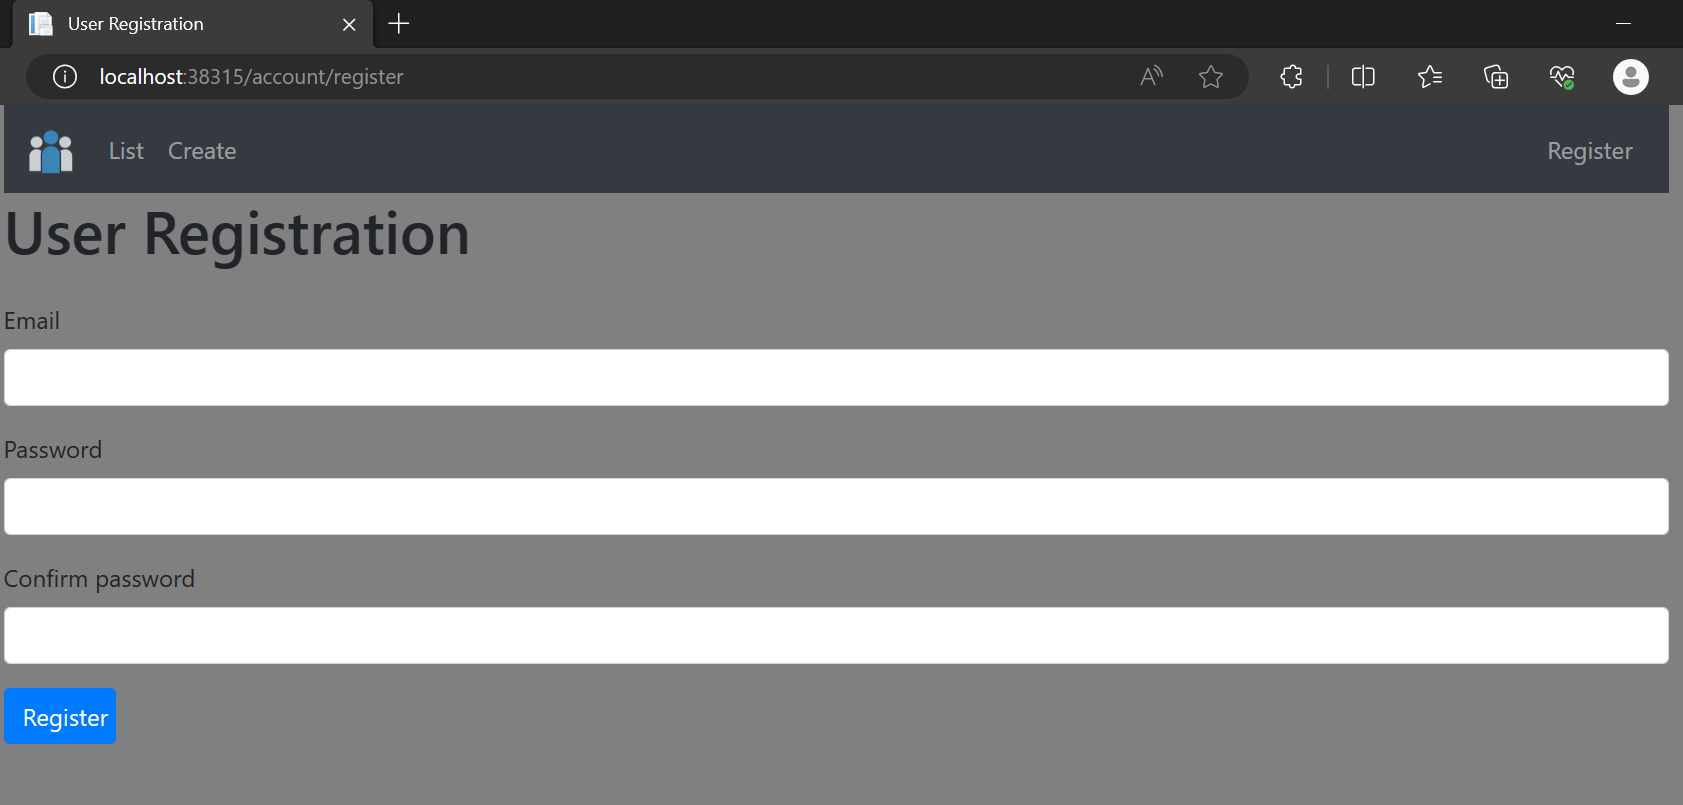 User Registration
localhost:38315/account/register
List Create Register
User Registration
Email
Password
Confirm password
Register